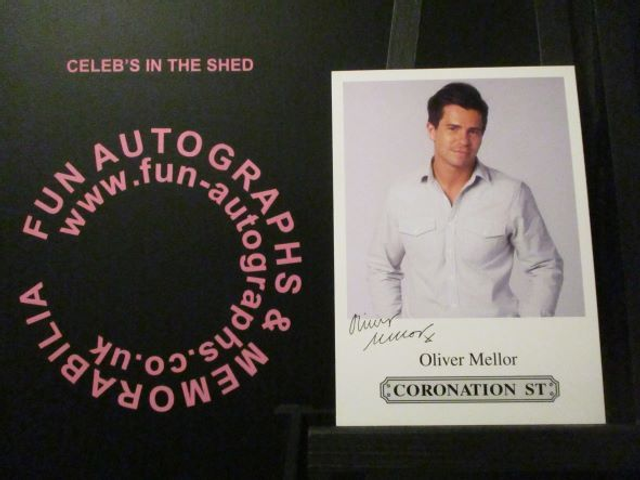 CELEB'S IN THE SHED
FUN AUTOGRAPHS & MEMORABILIA
www.fun-autographs.co.uk
Oliver
Mellor x
Oliver Mellor
CORONATION ST